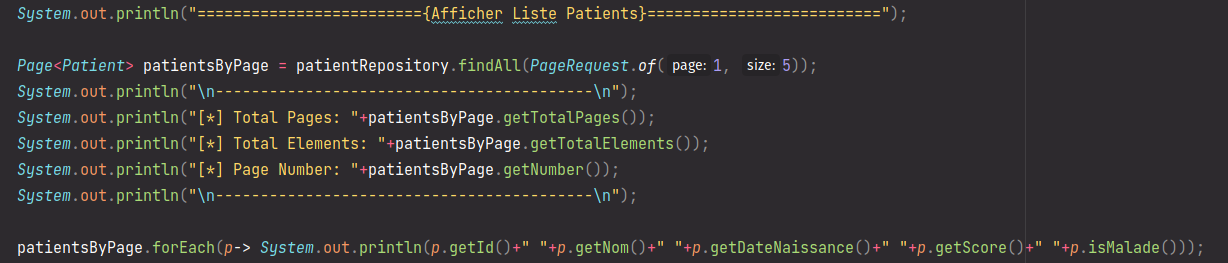 System.out.println("========================={Afficher Liste Patients}==========================");
Page<Patient> patientsByPage = patientRepository.findAll(PageRequest.of( page: 1, size: 5));
System.out.println("\n------------------------------------------\n");
System.out.println("[*] Total Pages: "+patientsByPage.getTotalPages());
System.out.println("[*] Total Elements: "+patientsByPage.getTotalElements());
System.out.println("[*] Page Number: "+patientsByPage.getNumber());
System.out.println("\n------------------------------------------\n");
patientsByPage.forEach(p-> System.out.println(p.getId()+" "+p.getNom()+" "+p.getDateNaissance()+" "+p.getScore()+" "+p.isMalade()));